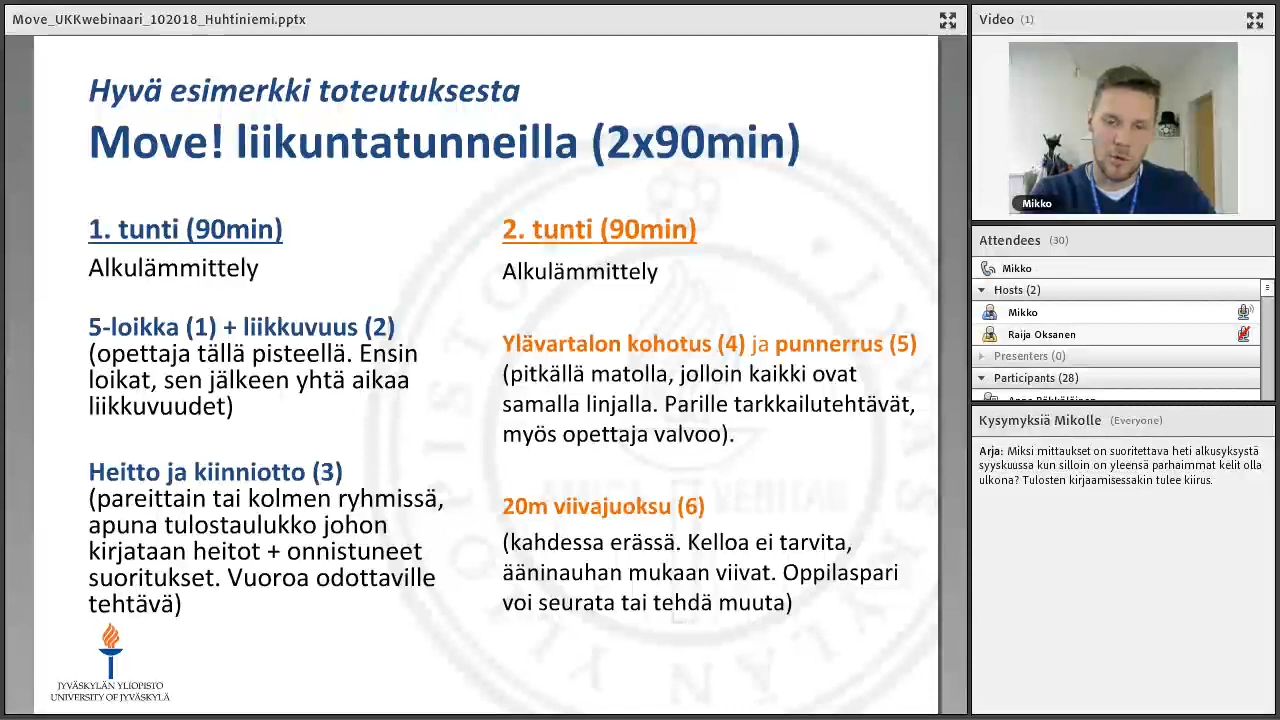 Move_UKKwebinaari_102018_Huhtiniemi.pptx
Hyvä esimerkki toteutuksesta
Move! liikuntatunneilla (2x90min)
1. tunti (90min)
Alkulämmittely
5-loikka (1) + liikkuvuus (2)
(opettaja tällä pisteellä. Ensin
loikat, sen jälkeen yhtä aikaa
liikkuvuudet)
Heitto ja kiinniotto (3)
(pareittain tai kolmen ryhmissä,
apuna tulostaulukko johon
kirjataan heitot + onnistuneet
suoritukset. Vuoroa odottaville
tehtävä)
2. tunti (90min)
Alkulämmittely
Ylävartalon kohotus (4) ja punnerrus (5)
(pitkällä matolla, jolloin kaikki ovat
samalla linjalla. Parille tarkkailutehtävät,
myös opettaja valvoo).
20m viivajuoksu (6)
(kahdessa erässä. Kelloa ei tarvita,
ääninauhan mukaan viivat. Oppilaspari
voi seurata tai tehdä muuta)
JYVÄSKYLÄN YLIOPISTO
UNIVERSITY OF JYVÄSKYLÄ
Video (1)
Mikko
Attendees (30)
Mikko
Hosts (2)
Mikko
Raija Oksanen
Presenters (0)
Participants (28)
Kysymyksiä Mikolle (Everyone)
Arja: Miksi mittaukset on suoritettava heti alkusyksystä
syyskuussa kun silloin on yleensä parhaimmat kelit olla
ulkona? Tulosten kirjaamisessakin tulee kiirus.